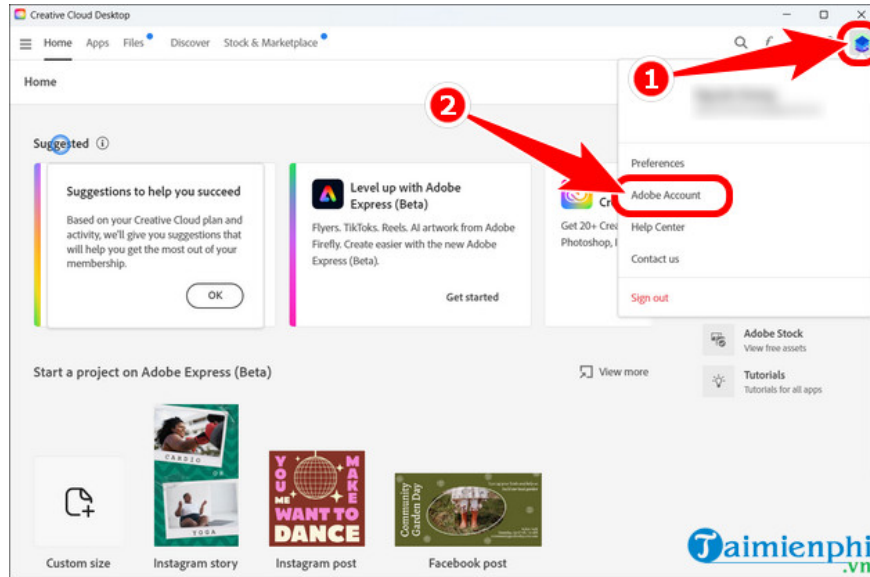 Creative Cloud Desktop
Home Apps Files Discover Stock & Marketplace
1
Home
2
Suggested
Preferences
Suggestions to help you succeed
Based on your Creative Cloud plan and
activity, we'll give you suggestions that
will help you get the most out of your
membership.
OK
Level up with Adobe
Express (Beta)
Flyers. TikToks. Reels. AI artwork from Adobe
Firefly. Create easier with the new Adobe
Express (Beta).
Get started
Get 20+
Photoshop,
Adobe Account
Help Center
Contact us
Sign out
Adobe Stock
View free assets
Tutorials
Tutorials for all apps
Start a project on Adobe Express (Beta)
View more
CARDIO
OR
YOGA
YOU MAKE
ME
WANT TO
DANCE
Community
Garden Day
Custom size
Instagram story
Instagram post
Facebook post
Taimienphi
.vn